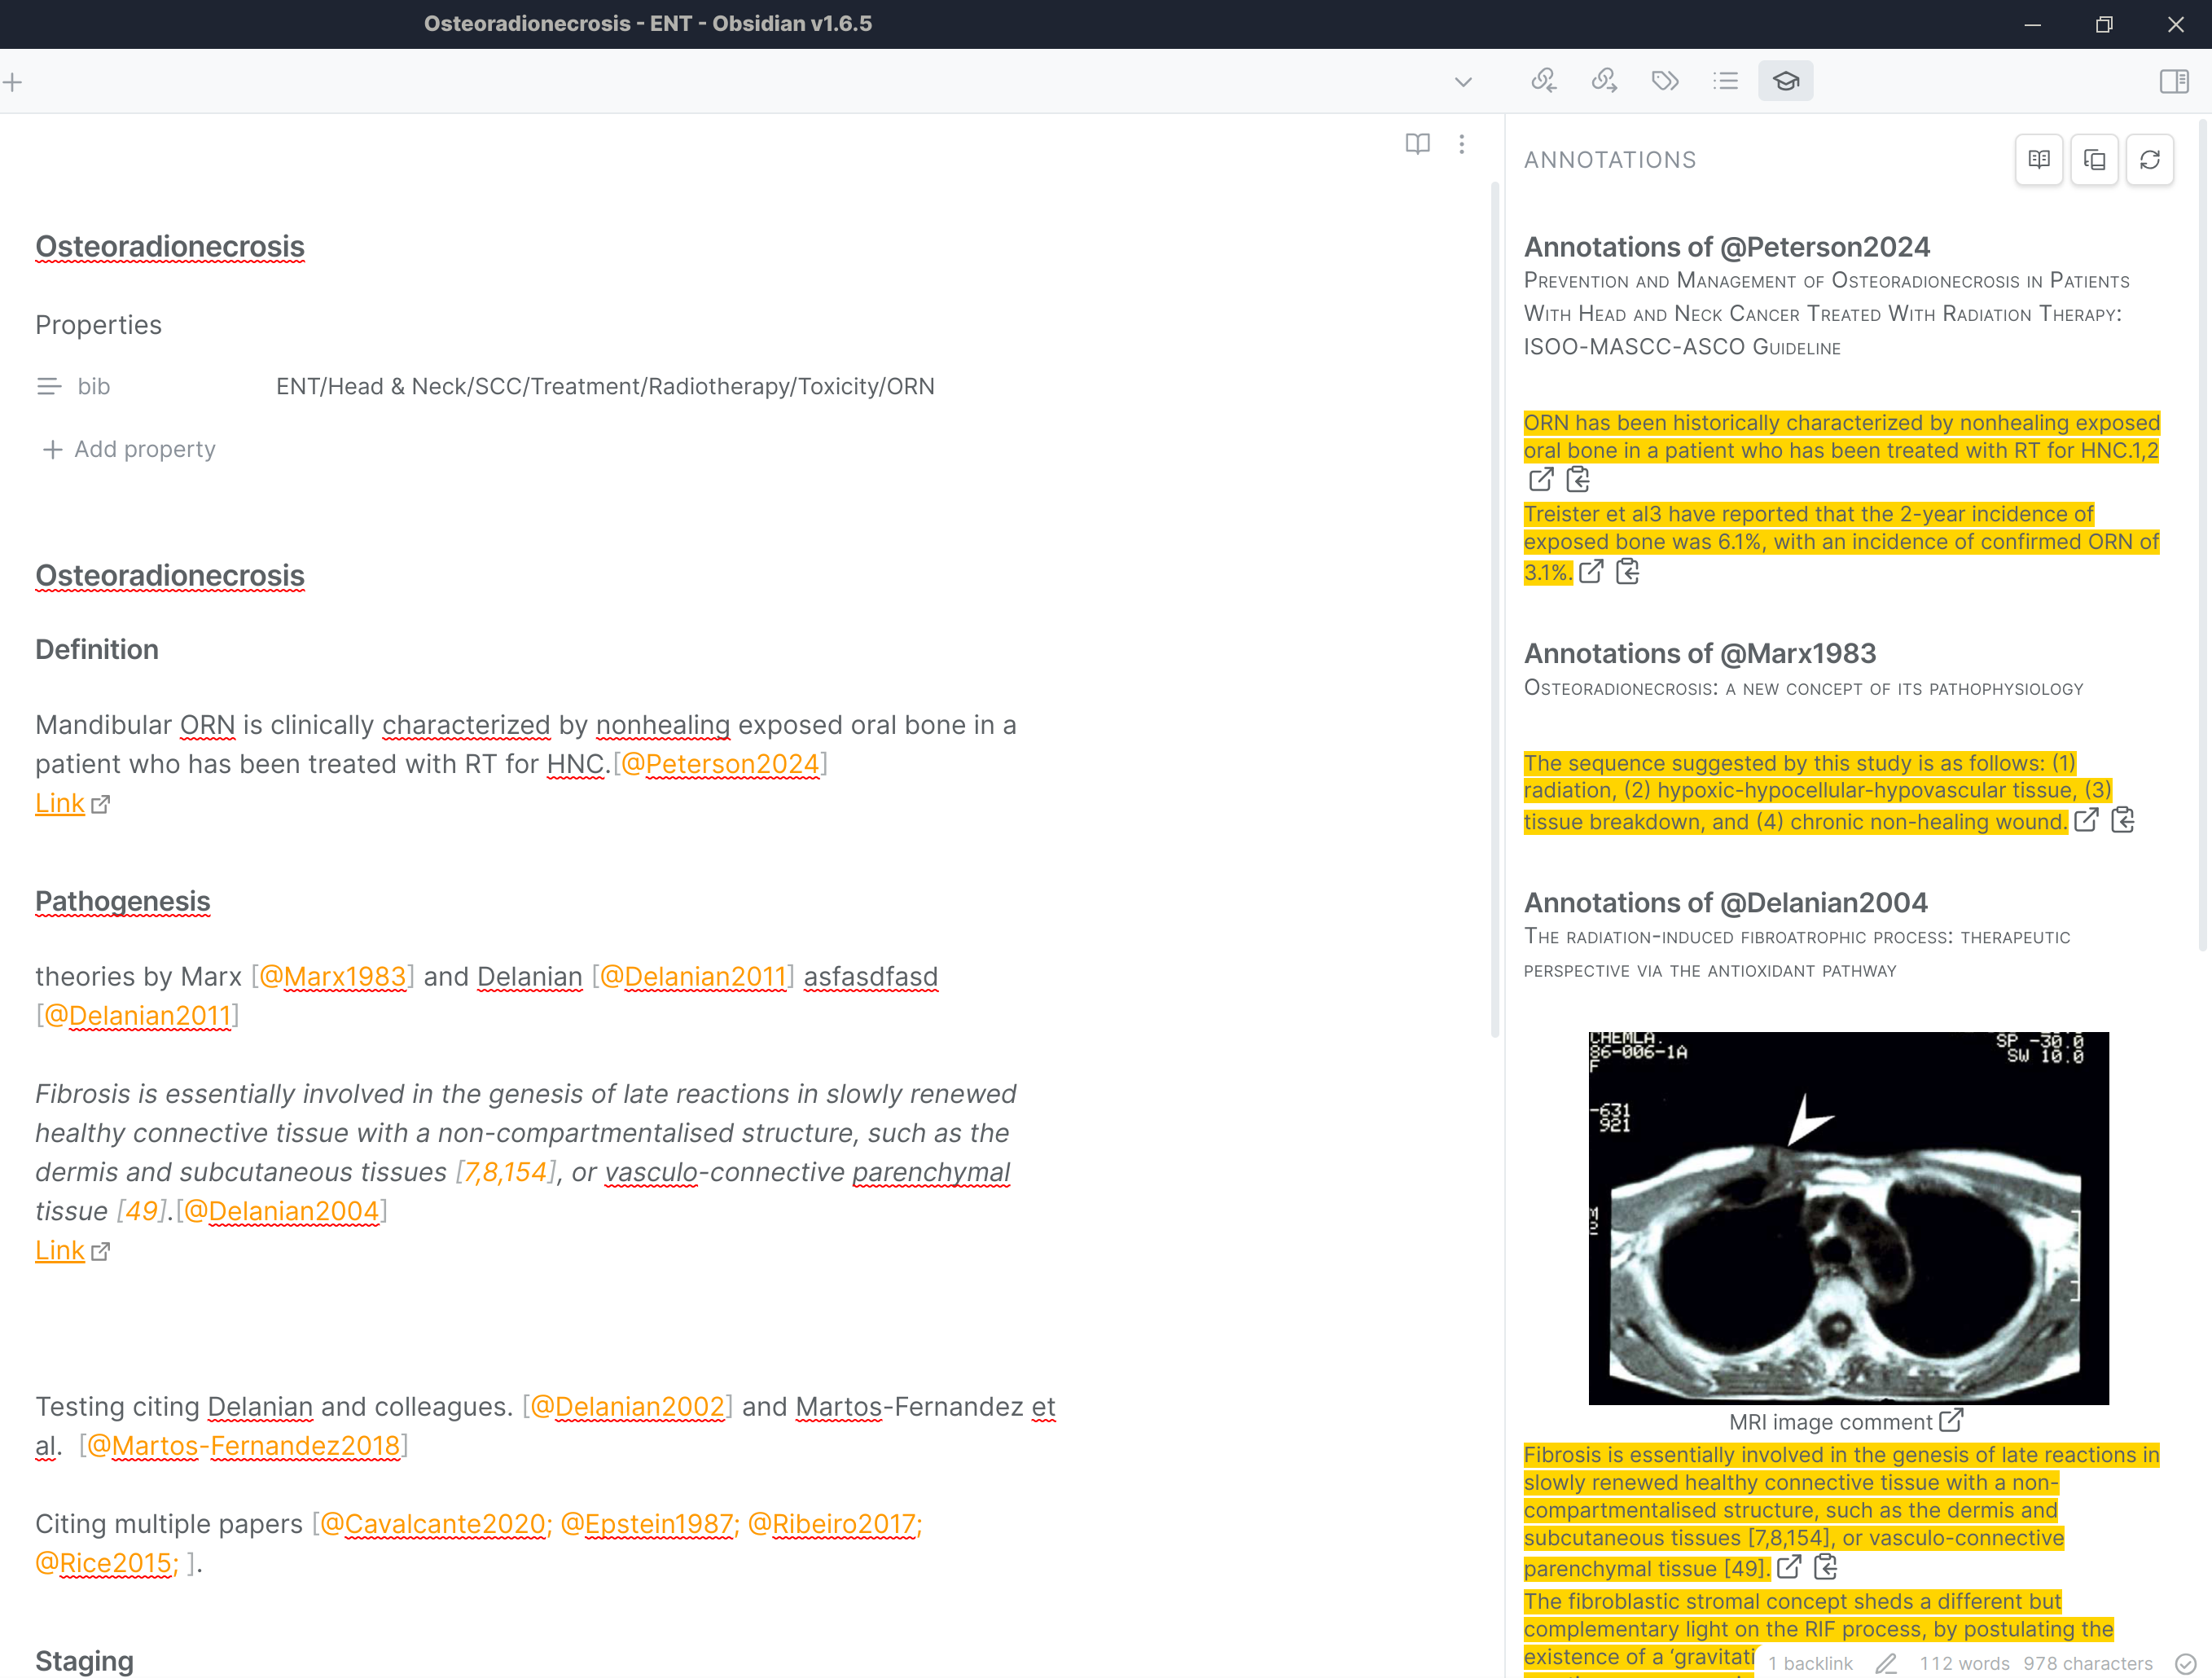 Osteoradionecrosis - ENT - Obsidian v1.6.5
Osteoradionecrosis
Properties
bib ENT/Head & Neck/SCC/Treatment/Radiotherapy/Toxicity/ORN
Add property
Osteoradionecrosis
Definition
Mandibular ORN is clinically characterized by nonhealing exposed oral bone in a
patient who has been treated with RT for HNC.[@Peterson2024]
Link
Pathogenesis
theories by Marx [@Marx1983] and Delanian [@Delanian2011] asfasdfasd
[@Delanian2011]
Fibrosis is essentially involved in the genesis of late reactions in slowly renewed
healthy connective tissue with a non-compartmentalised structure, such as the
dermis and subcutaneous tissues [7,8,154], or vasculo-connective parenchymal
tissue [49].[@Delanian2004]
Link
Testing citing Delanian and colleagues. [@Delanian2002] and Martos-Fernandez et
al. [@Martos-Fernandez2018]
Citing multiple papers [@Cavalcante2020; @Epstein1987; @Ribeiro2017;
@Rice2015; ].
Staging
ANNOTATIONS
Annotations of @Peterson2024
Prevention and Management of Osteoradionecrosis in Patients
With Head and Neck Cancer Treated With Radiation Therapy:
ISOO-MASCC-ASCO Guideline
ORN has been historically characterized by nonhealing exposed
oral bone in a patient who has been treated with RT for HNC.1,2
Treister et al3 have reported that the 2-year incidence of
exposed bone was 6.1%, with an incidence of confirmed ORN of
3.1%.
Annotations of @Marx1983
Osteoradionecrosis: a new concept of its pathophysiology
The sequence suggested by this study is as follows: (1)
radiation, (2) hypoxic-hypocellular-hypovascular tissue, (3)
tissue breakdown, and (4) chronic non-healing wound.
Annotations of @Delanian2004
The radiation-induced fibroatrophic process: therapeutic
perspective via the antioxidant pathway
CHEMLA. SP -30.0
86-006-1A SW 10.0
F
-631
921
MRI image comment
Fibrosis is essentially involved in the genesis of late reactions in
slowly renewed healthy connective tissue with a non-
compartmentalised structure, such as the dermis and
subcutaneous tissues [7,8,154], or vasculo-connective
parenchymal tissue [49].
The fibroblastic stromal concept sheds a different but
complementary light on the RIF process, by postulating the
existence of a ‘gravitati
1 backlink 112 words 978 characters